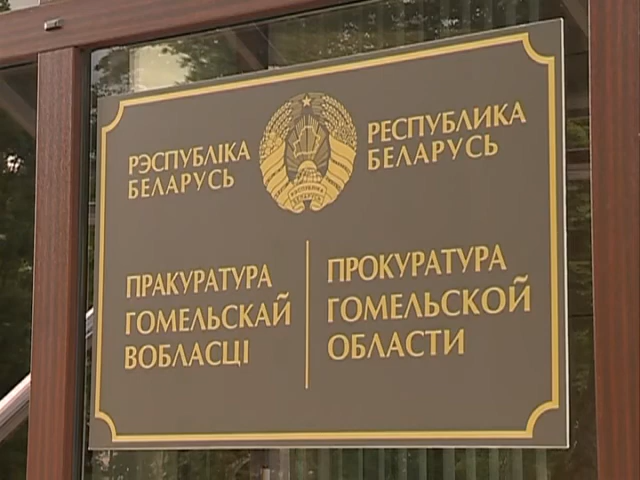 РЭСПУБЛІКА
БЕЛАРУСЬ
РЕСПУБЛИКА
БЕЛАРУСЬ
ПРАКУРАТУРА
ГОМЕЛЬСКАЙ
ВОБЛАСЦІ
ПРОКУРАТУРА
ГОМЕЛЬСКОЙ
ОБЛАСТИ